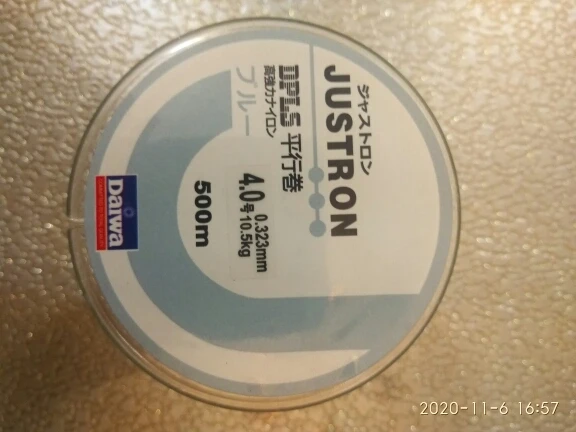 ジャストロン
JUSTRON
DPLS 平行巻
高強力ナイロン
ブルー
4.0号 0.323mm
10.5kg
500m
Daiwa
2020-11-6 16:57